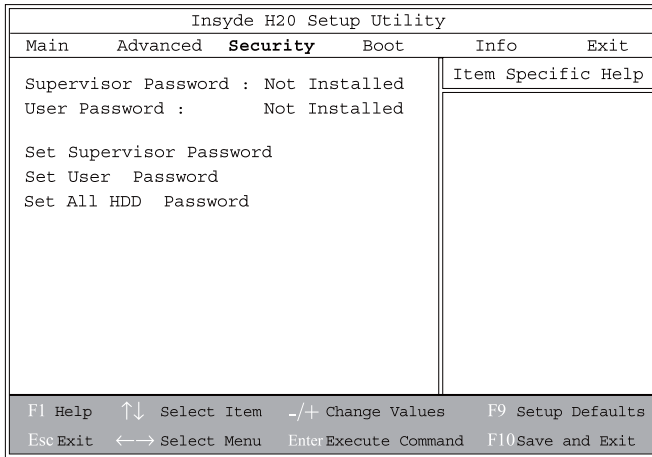 Insyde H20 Setup Utility
Main Advanced Security Boot Info Exit
Supervisor Password : Not Installed
User Password : Not Installed
Set Supervisor Password
Set User Password
Set All HDD Password
Item Specific Help
F1 Help ↑↓ Select Item -/+ Change Values F9 Setup Defaults
Esc Exit ←→ Select Menu Enter Execute Command F10 Save and Exit